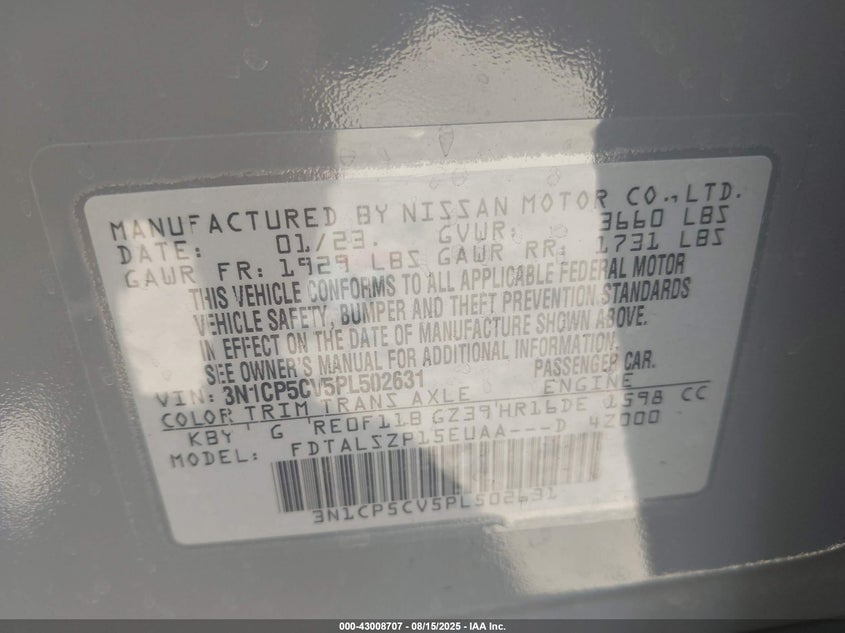 MANUFACTURED BY NISSAN MOTOR CO.,LTD.
DATE: 01/23. GVWR: 3660 LBS
GAWR FR: 1929 LBS GAWR RR: 1731 LBS
THIS VEHICLE CONFORMS TO ALL APPLICABLE FEDERAL MOTOR
VEHICLE SAFETY, BUMPER AND THEFT PREVENTION STANDARDS
IN EFFECT ON THE DATE OF MANUFACTURE SHOWN ABOVE.
SEE OWNER'S MANUAL FOR ADDITIONAL INFORMATION.
VIN: 3N1CP5CV5PL502631 PASSENGER CAR.
COLOR TRIM TRANS AXLE ENGINE
KBY G RE0F11B GZ39 HR16DE 1598 CC
MODEL: FDTALSZP15EUAA---D 4Z000
3N1CP5CV5PL502631
000-43008707 - 08/15/2025 - IAA Inc.